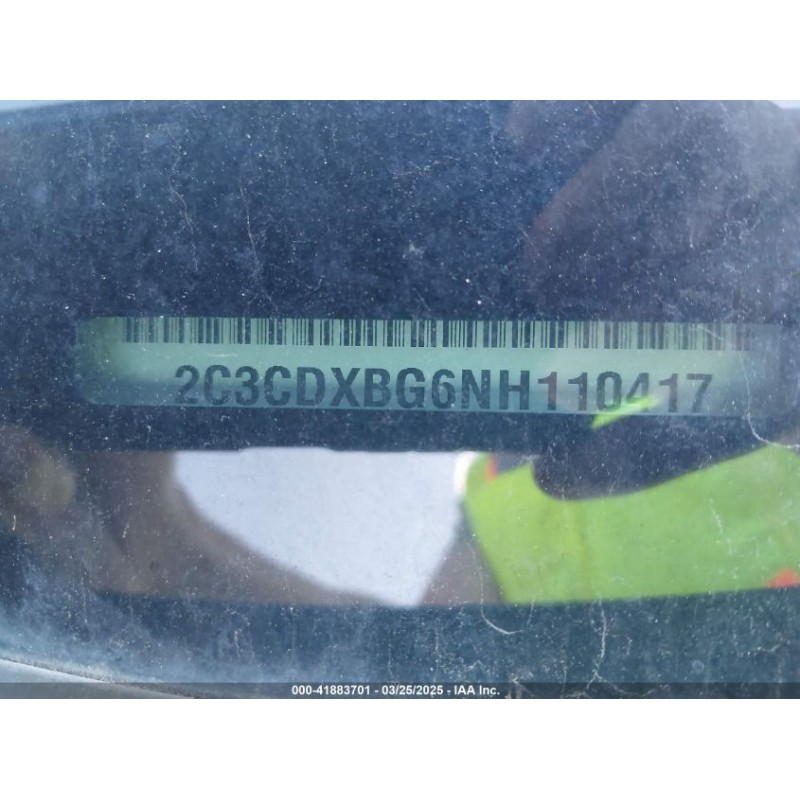 2C3CDXBG6NH110417
000-41883701 - 03/25/2025 - IAA Inc.